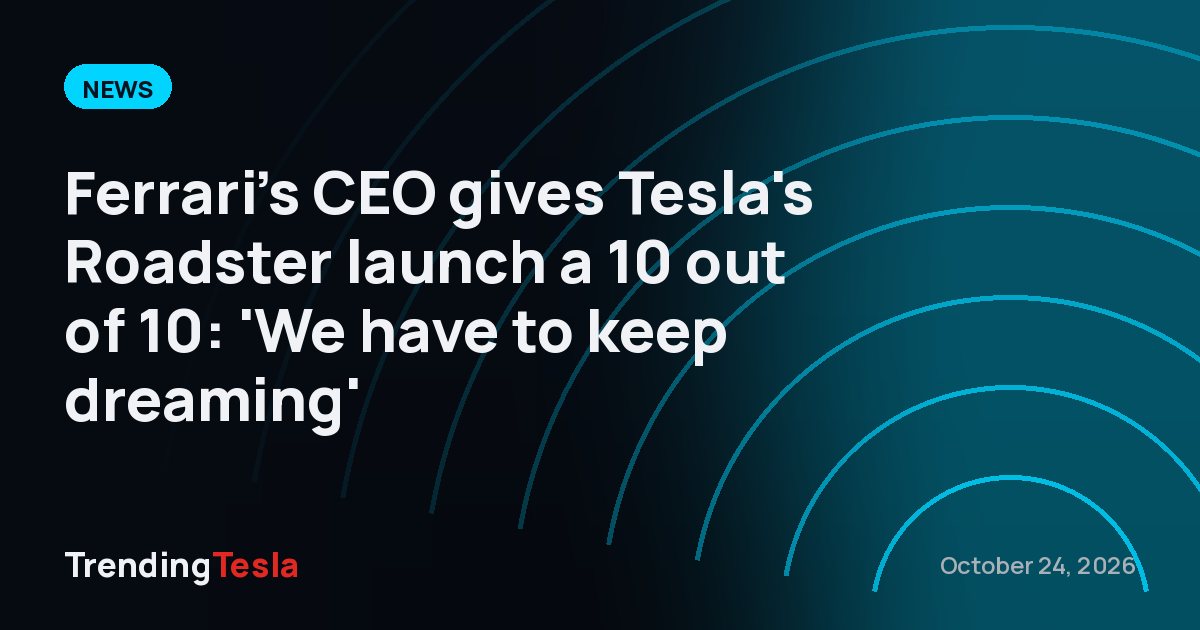 NEWS
Ferrari’s CEO gives Tesla's
Roadster launch a 10 out
of 10: 'We have to keep
dreaming'
TrendingTesla
October 24, 2026